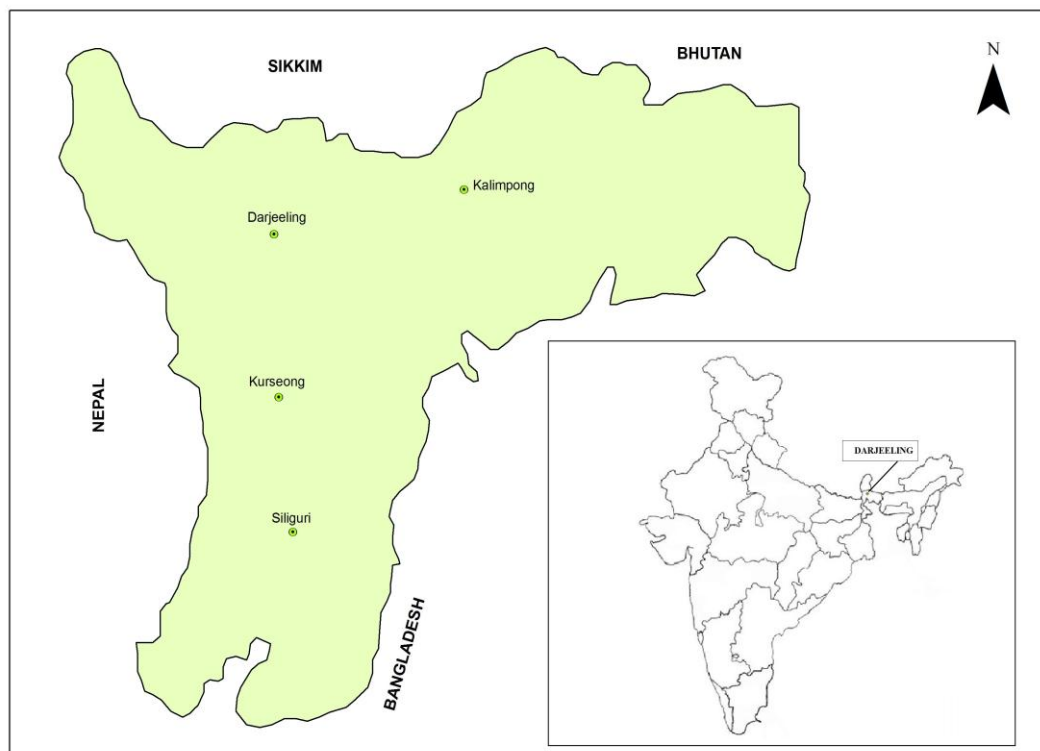 SIKKIM
BHUTAN
N
Kalimpong
Darjeeling
Kurseong
NEPAL
Siliguri
BANGLADESH
DARJEELING